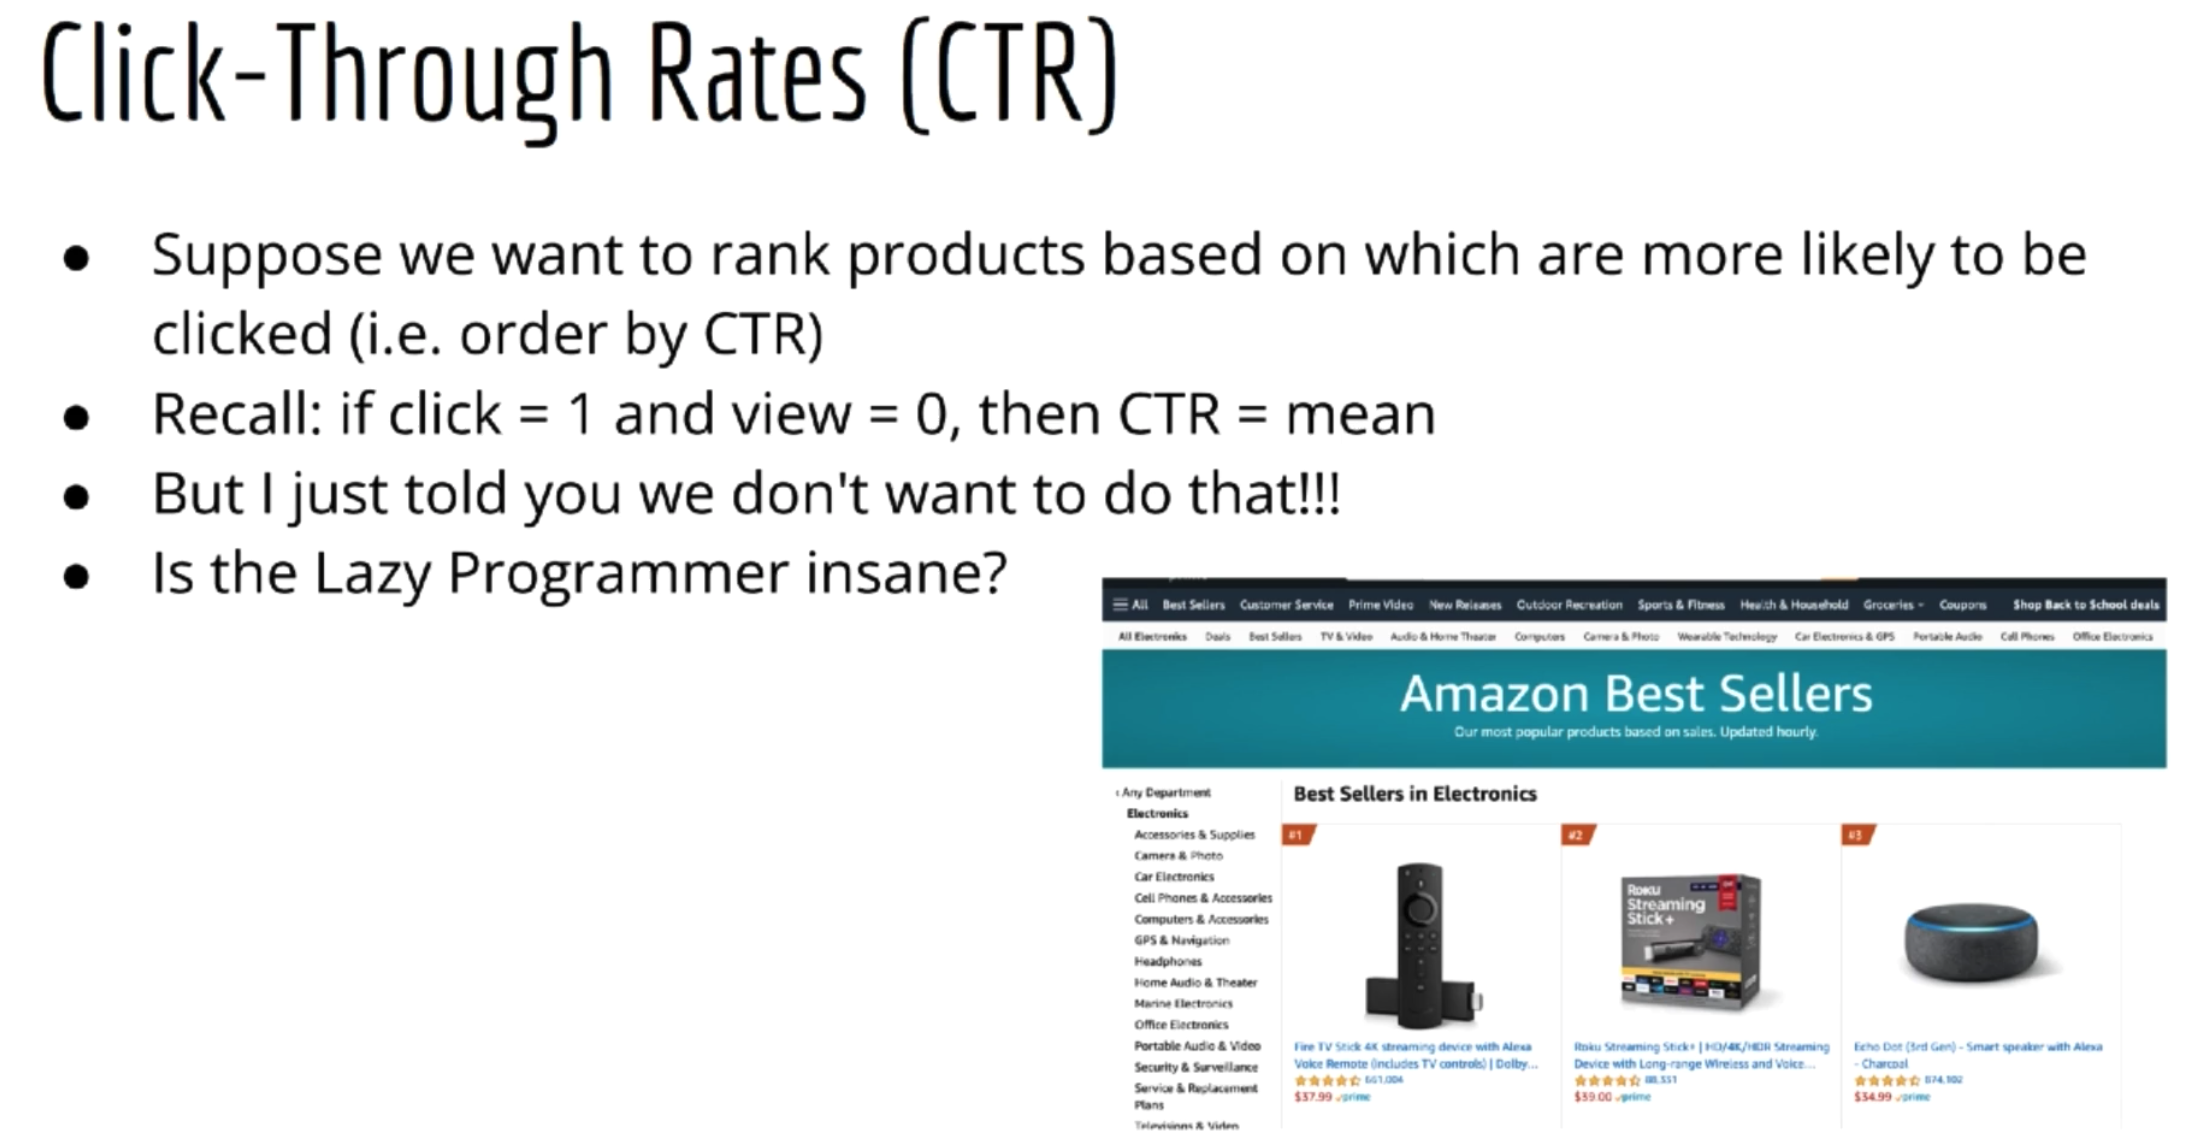 Click-Through Rates (CTR)
● Suppose we want to rank products based on which are more likely to be
clicked (i.e. order by CTR)
● Recall: if click = 1 and view = 0, then CTR = mean
● But I just told you we don't want to do that!!!
● Is the Lazy Programmer insane?
All Best Sellers Customer Service Prime Video New Releases Outdoor Recreation Sports & Fitness Health & Household Groceries Coupons Shop Back to School deals
All Electronics Deals Best Sellers TV & Video Audio & Home Theater Computers Camera & Photo Wearable Technology Car Electronics & GPS Portable Audio Cell Phones Office Electronics
Amazon Best Sellers
Our most popular products based on sales. Updated hourly.
‹ Any Department
Electronics
Accessories & Supplies
Camera & Photo
Car Electronics
Cell Phones & Accessories
Computers & Accessories
GPS & Navigation
Headphones
Home Audio & Theater
Marine Electronics
Office Electronics
Portable Audio & Video
Security & Surveillance
Service & Replacement
Plans
Televisions & Video
Best Sellers in Electronics
#1
Fire TV Stick 4K streaming device with Alexa
Voice Remote (includes TV controls) | Dolby...
$37.99 prime
#2
Roku
Streaming
Stick+
Roku Streaming Stick+ | HD/4K/HDR Streaming
Device with Long-range Wireless and Voice...
$39.00 prime
#3
Echo Dot (3rd Gen) - Smart speaker with Alexa
- Charcoal
$34.99 prime